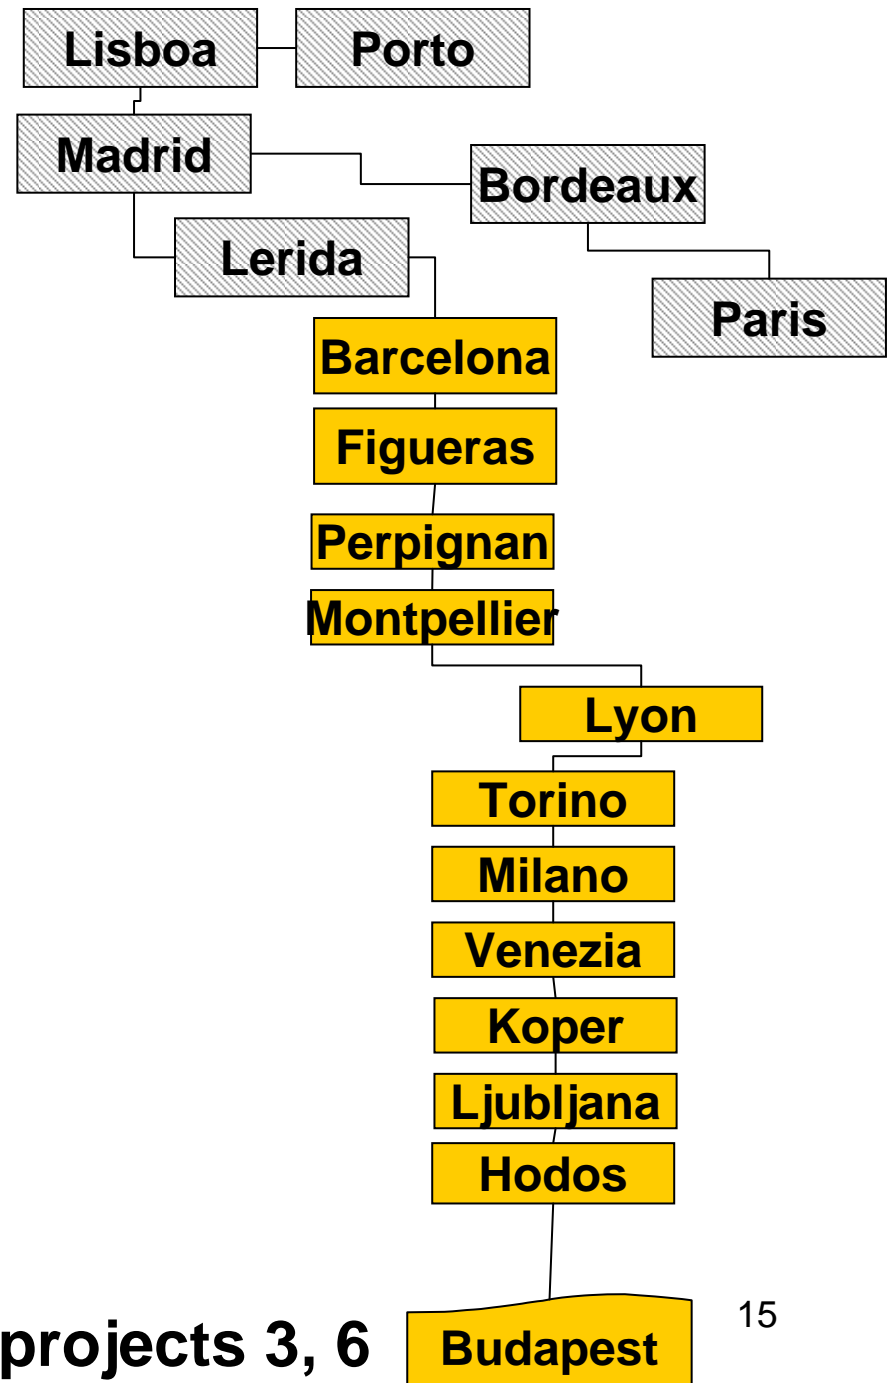 Lisboa
Porto
Madrid
Bordeaux
Lerida
Paris
Barcelona
Figueras
Perpignan
Montpellier
Lyon
Torino
Milano
Venezia
Koper
Ljubljana
Hodos
15
projects 3, 6
Budapest